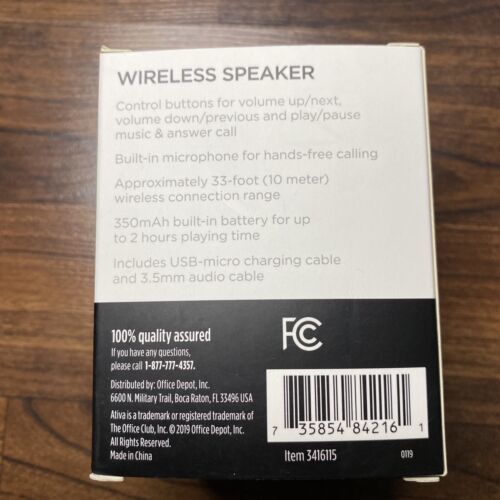 WIRELESS SPEAKER
Control buttons for volume up/next,
volume down/previous and play/pause
music & answer call
Built-in microphone for hands-free calling
Approximately 33-foot (10 meter)
wireless connection range
350mAh built-in battery for up
to 2 hours playing time
Includes USB-micro charging cable
and 3.5mm audio cable
100% quality assured
If you have any questions,
please call 1-877-777-4357.
Distributed by: Office Depot, Inc.
6600 N. Military Trail, Boca Raton, FL 33496 USA
Ativa is a trademark or registered trademark of
The Office Club, Inc. © 2019 Office Depot, Inc.
All Rights Reserved.
Made in China
FC
7 35854 84216 1
Item 3416115
0119